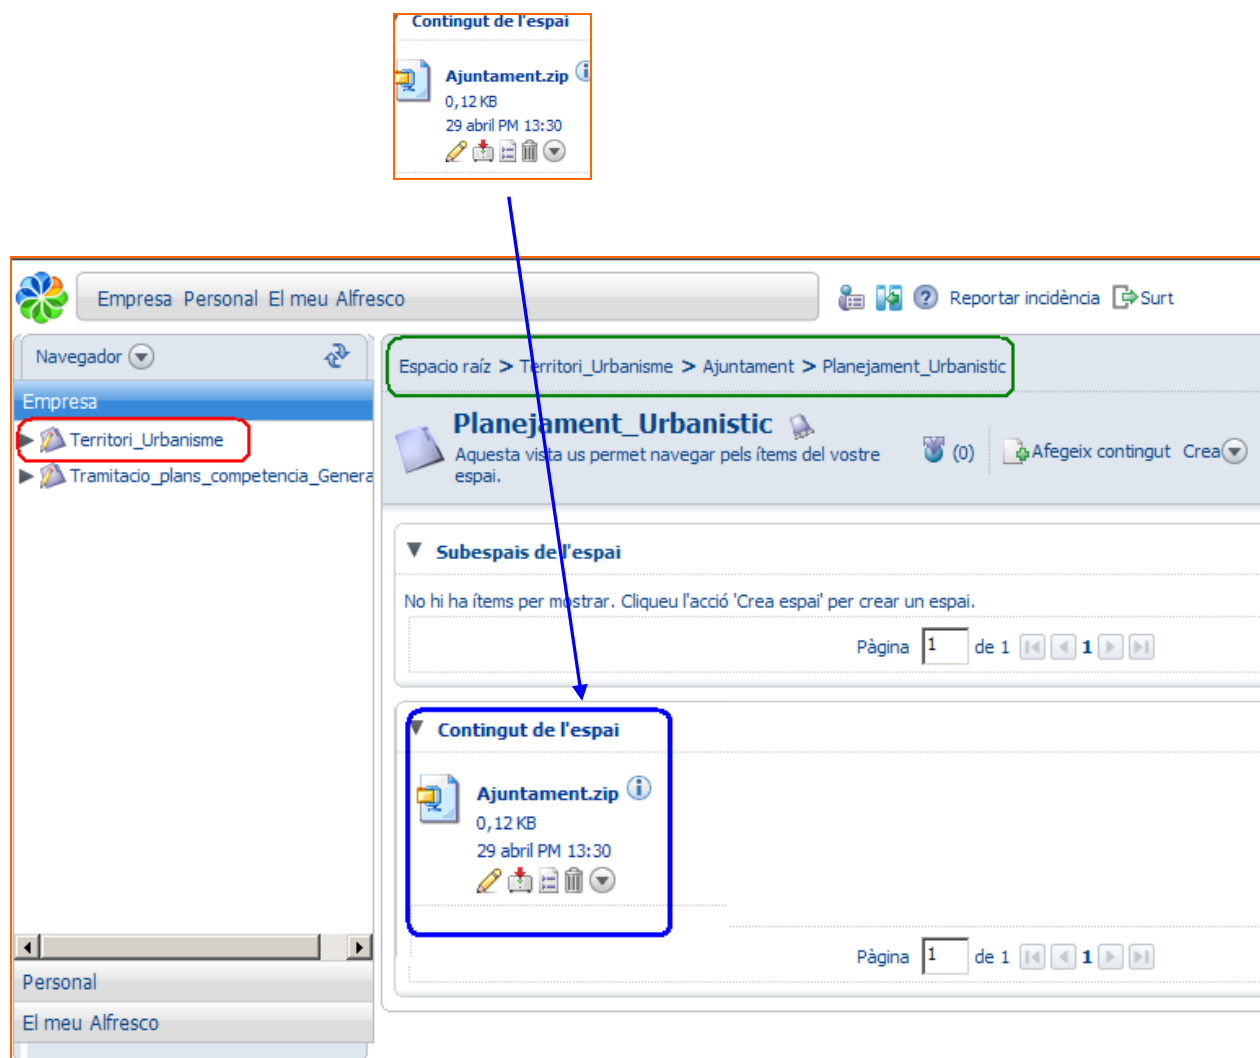 Contingut de l'espai
Ajuntament.zip
0,12 KB
29 abril PM 13:30
Empresa Personal El meu Alfresco
Reportar incidència Surt
Navegador
Espacio raíz > Territori_Urbanisme > Ajuntament > Planejament_Urbanistic
Empresa
Territori_Urbanisme
Tramitacio_plans_competencia_Genera
Planejament_Urbanistic
Aquesta vista us permet navegar pels ítems del vostre
espai.
(0) Afegeix contingut Crea
Subespais de l'espai
No hi ha ítems per mostrar. Cliqueu l'acció 'Crea espai' per crear un espai.
Pàgina 1 de 1 1
Contingut de l'espai
Ajuntament.zip
0,12 KB
29 abril PM 13:30
Pàgina 1 de 1 1
Personal
El meu Alfresco